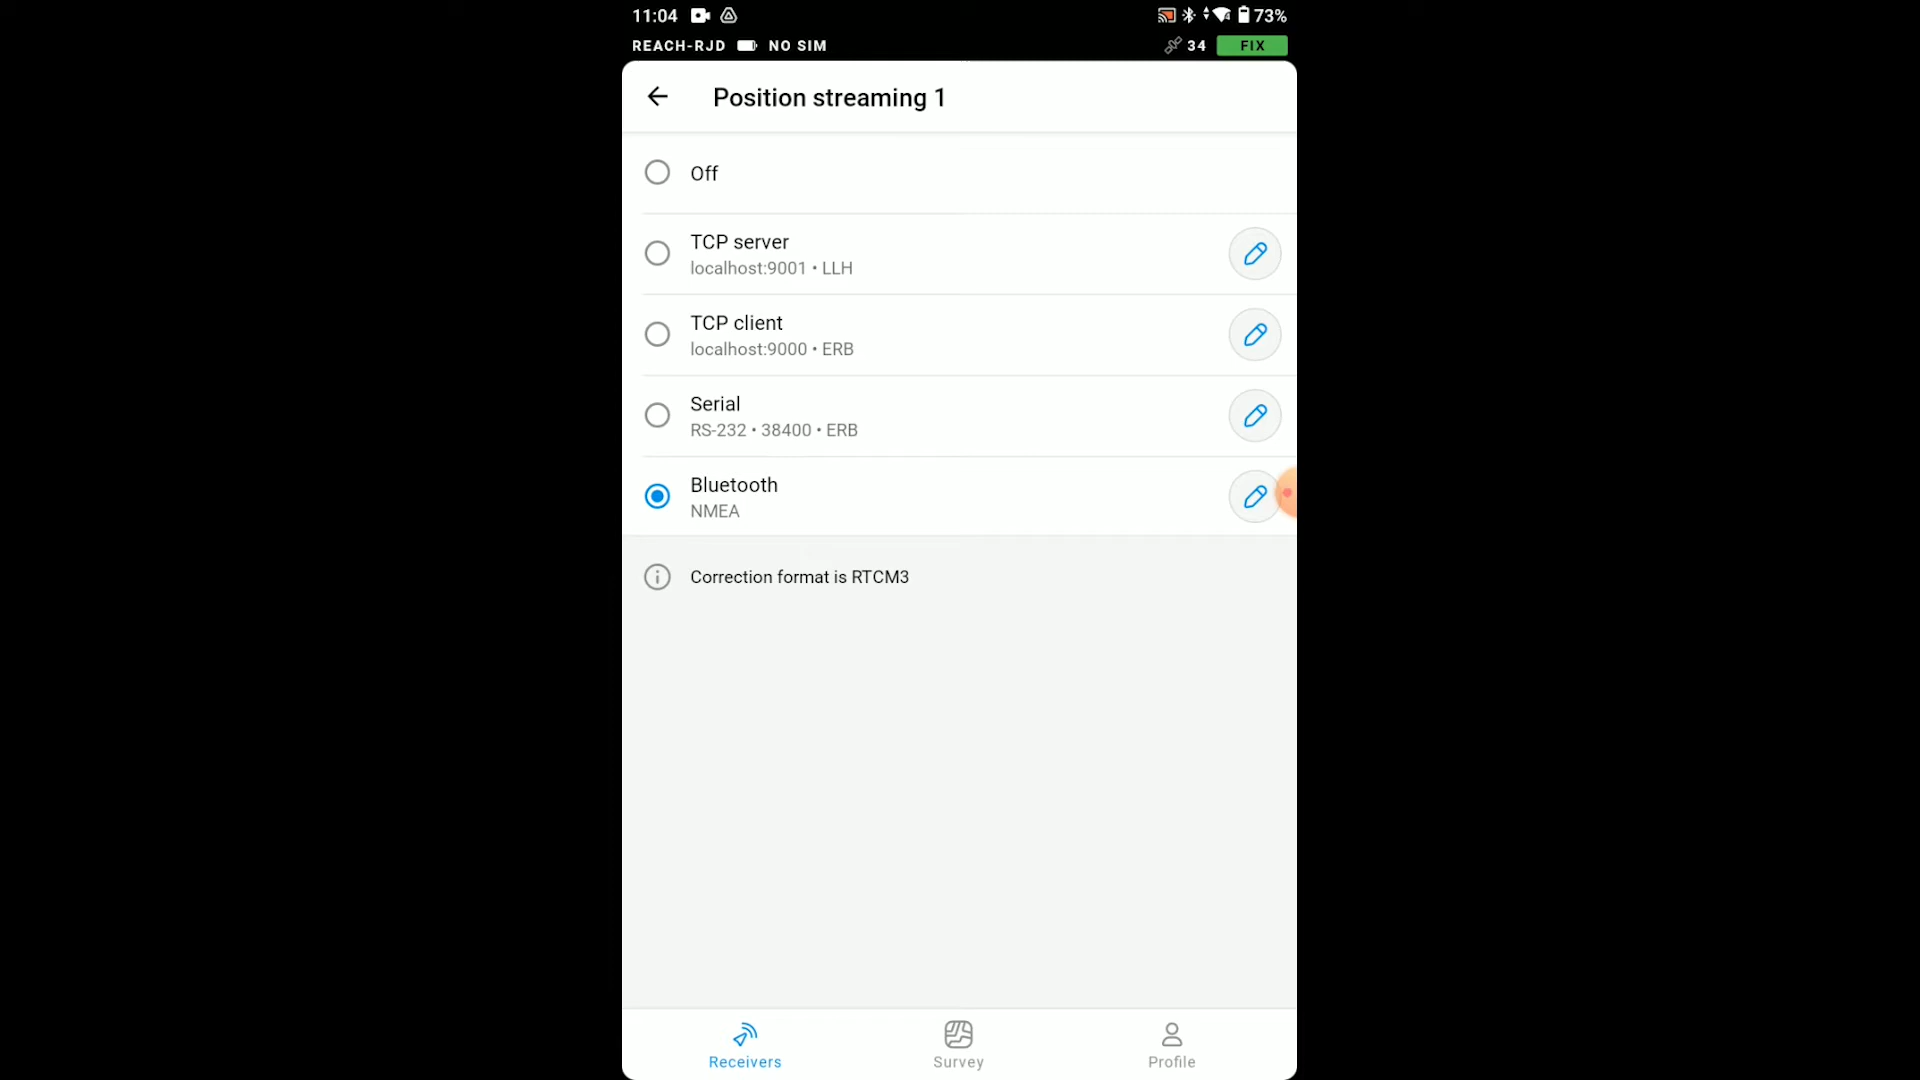 11:04 73%
REACH-RJD NO SIM 34 FIX
Position streaming 1
Off
TCP server
localhost:9001 • LLH
TCP client
localhost:9000 • ERB
Serial
RS-232 • 38400 • ERB
Bluetooth
NMEA
Correction format is RTCM3
Receivers Survey Profile